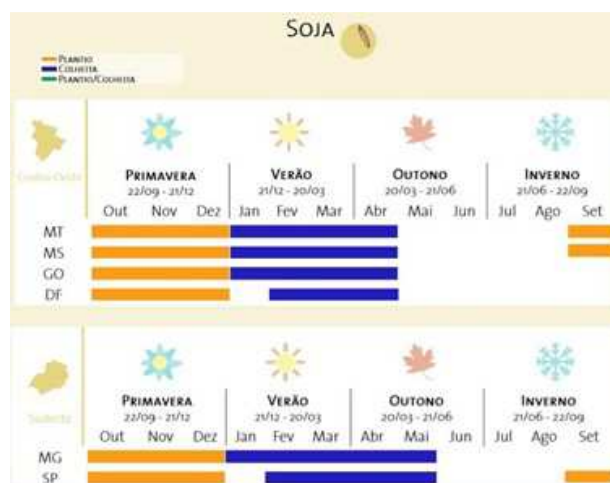 SOJA
PLANTIO
COLHEITA
PLANTIO/COLHEITA
Centro-Oeste
PRIMAVERA VERÃO OUTONO INVERNO
22/09 - 21/12 21/12 - 20/03 20/03 - 21/06 21/06 - 22/09
Out Nov Dez Jan Fev Mar Abr Mai Jun Jul Ago Set
MT
MS
GO
DF
Sudeste
PRIMAVERA VERÃO OUTONO INVERNO
22/09 - 21/12 21/12 - 20/03 20/03 - 21/06 21/06 - 22/09
Out Nov Dez Jan Fev Mar Abr Mai Jun Jul Ago Set
MG
SP